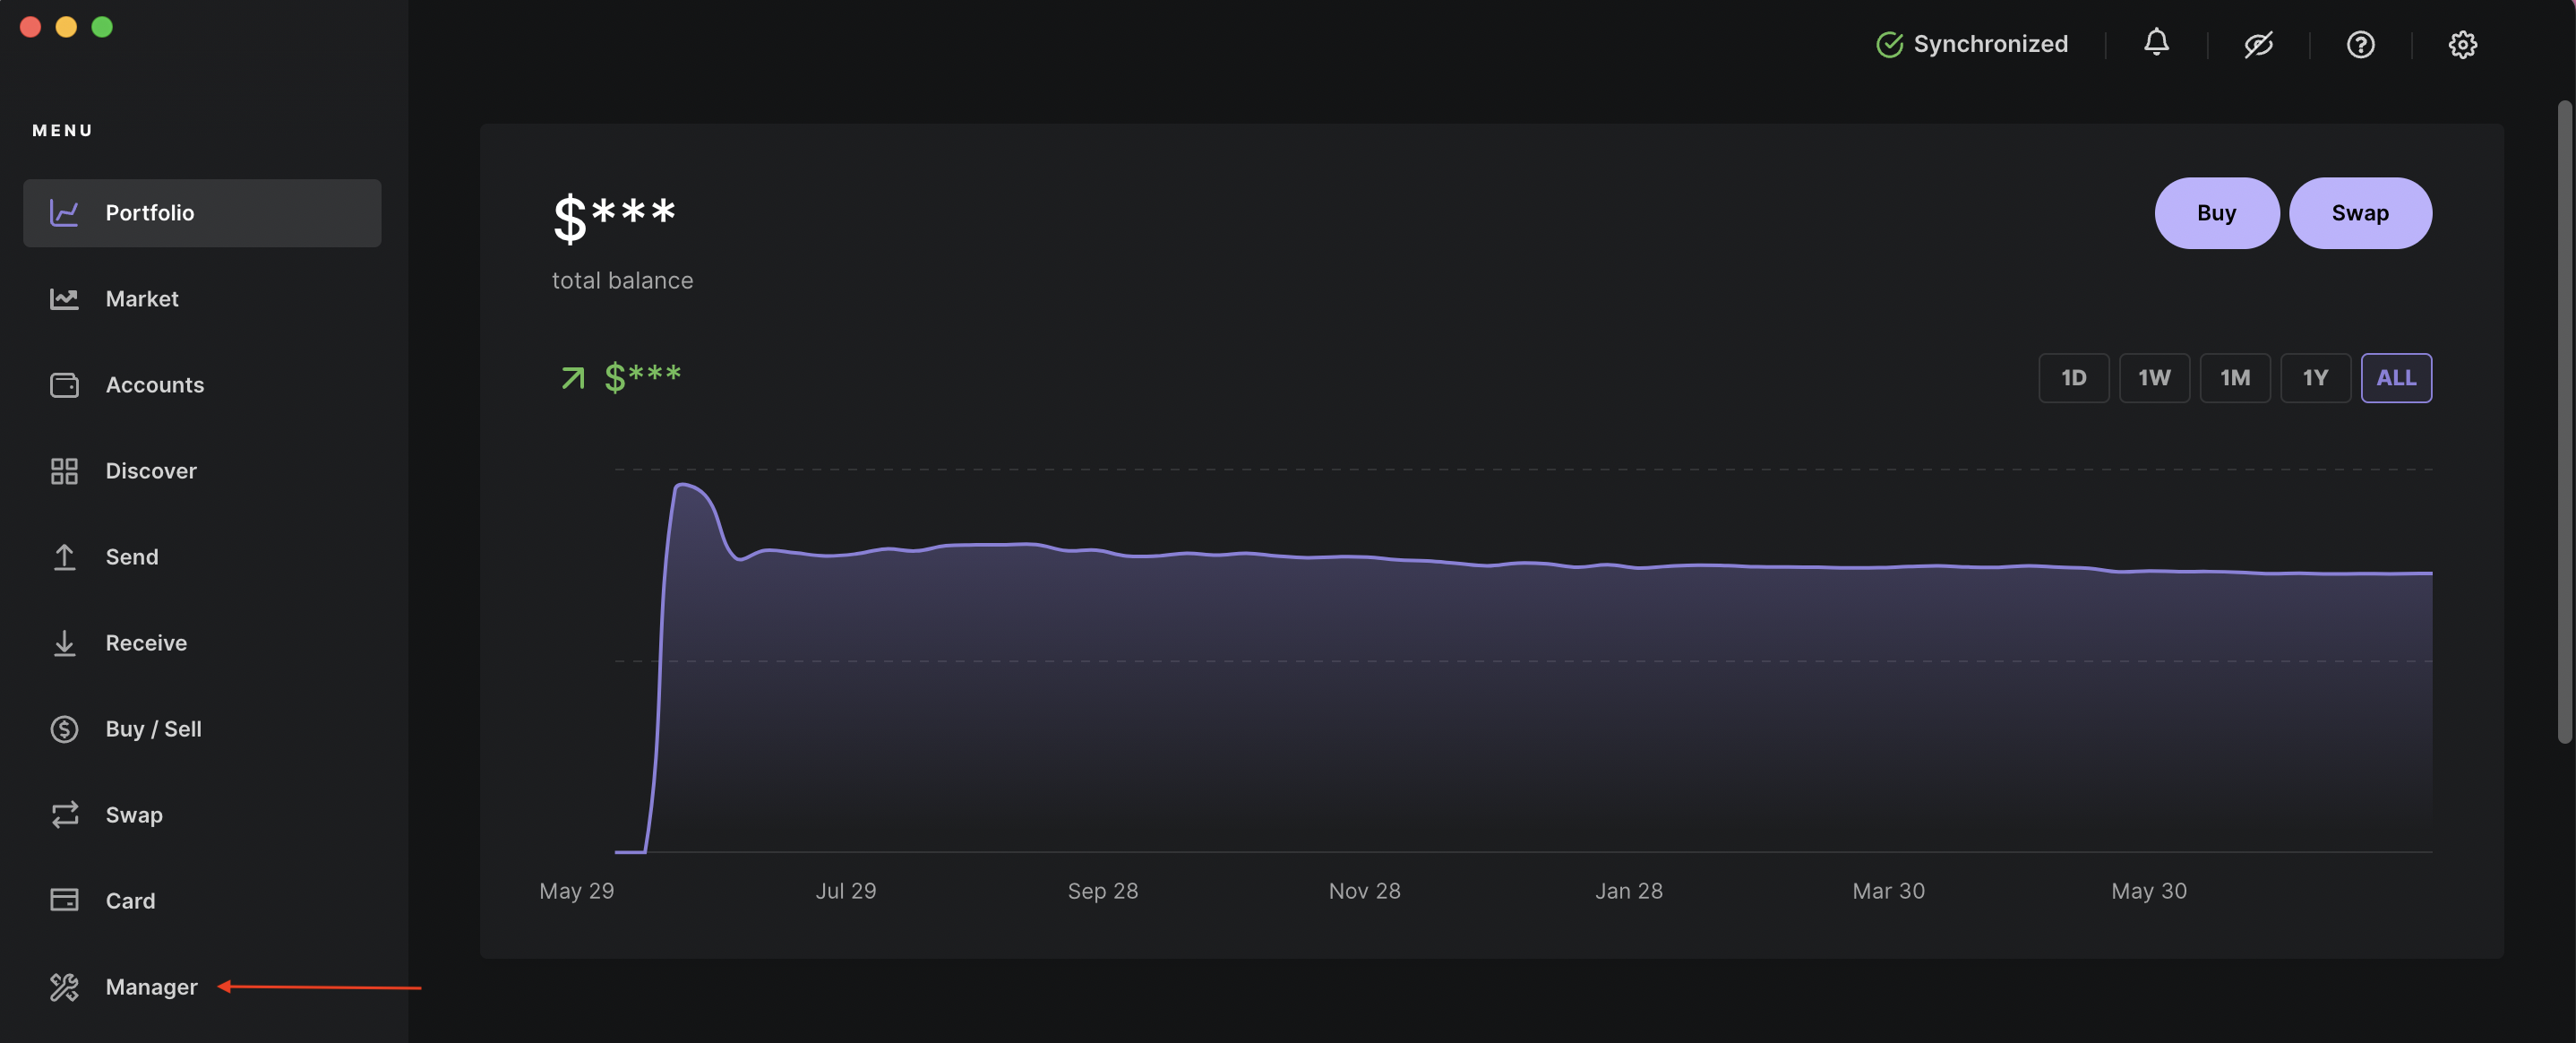 Synchronized
MENU
Portfolio
Market
Accounts
Discover
Send
Receive
Buy / Sell
Swap
Card
Manager
$***
total balance
Buy
Swap
$***
1D 1W 1M 1Y ALL
May 29 Jul 29 Sep 28 Nov 28 Jan 28 Mar 30 May 30